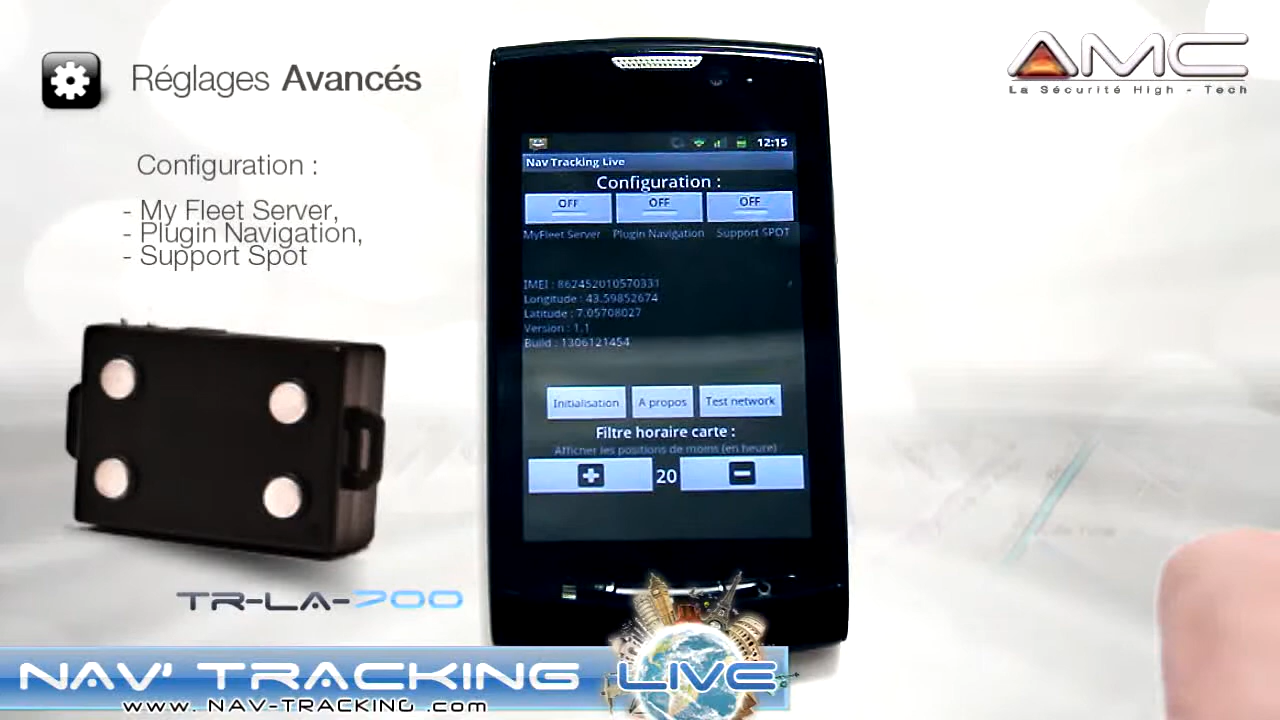 Réglages Avancés
Configuration :
- My Fleet Server,
- Plugin Navigation,
- Support Spot
AMC
La Sécurité High - Tech
12:15
Nav Tracking Live
Configuration :
OFF OFF OFF
MyFleet Server Plugin Navigation Support SPOT
IMEI : 862452010570331
Longitude : 43.59852674
Latitude : 7.05708027
Version : 1.1
Build : 1306121454
Initialisation A propos Test network
Filtre horaire carte :
Afficher les positions de moins (en heure)
20
TR-LA-700
NAV' TRACKING LIVE
www. NAV-TRACKING .com